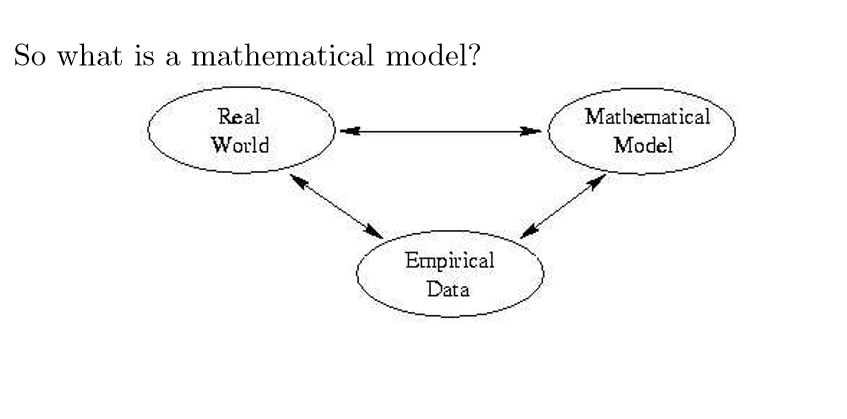 So what is a mathematical model?
Real
World
Mathematical
Model
Empirical
Data